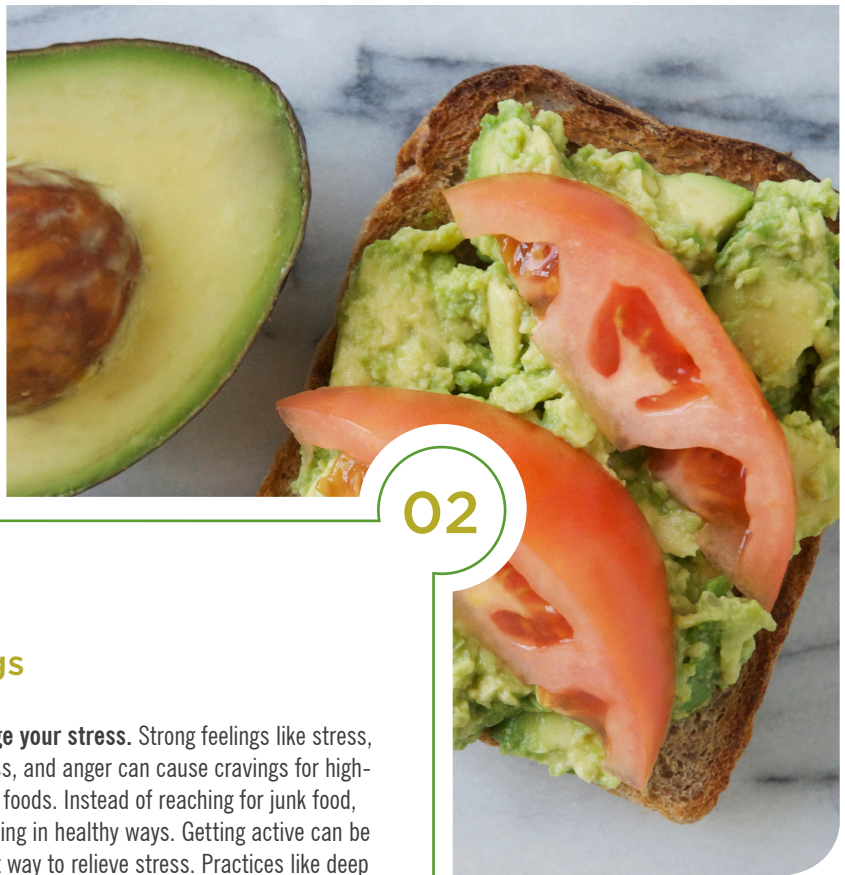 02
gs
ge your stress. Strong feelings like stress,
ss, and anger can cause cravings for high-
foods. Instead of reaching for junk food,
ing in healthy ways. Getting active can be
t way to relieve stress. Practices like deep